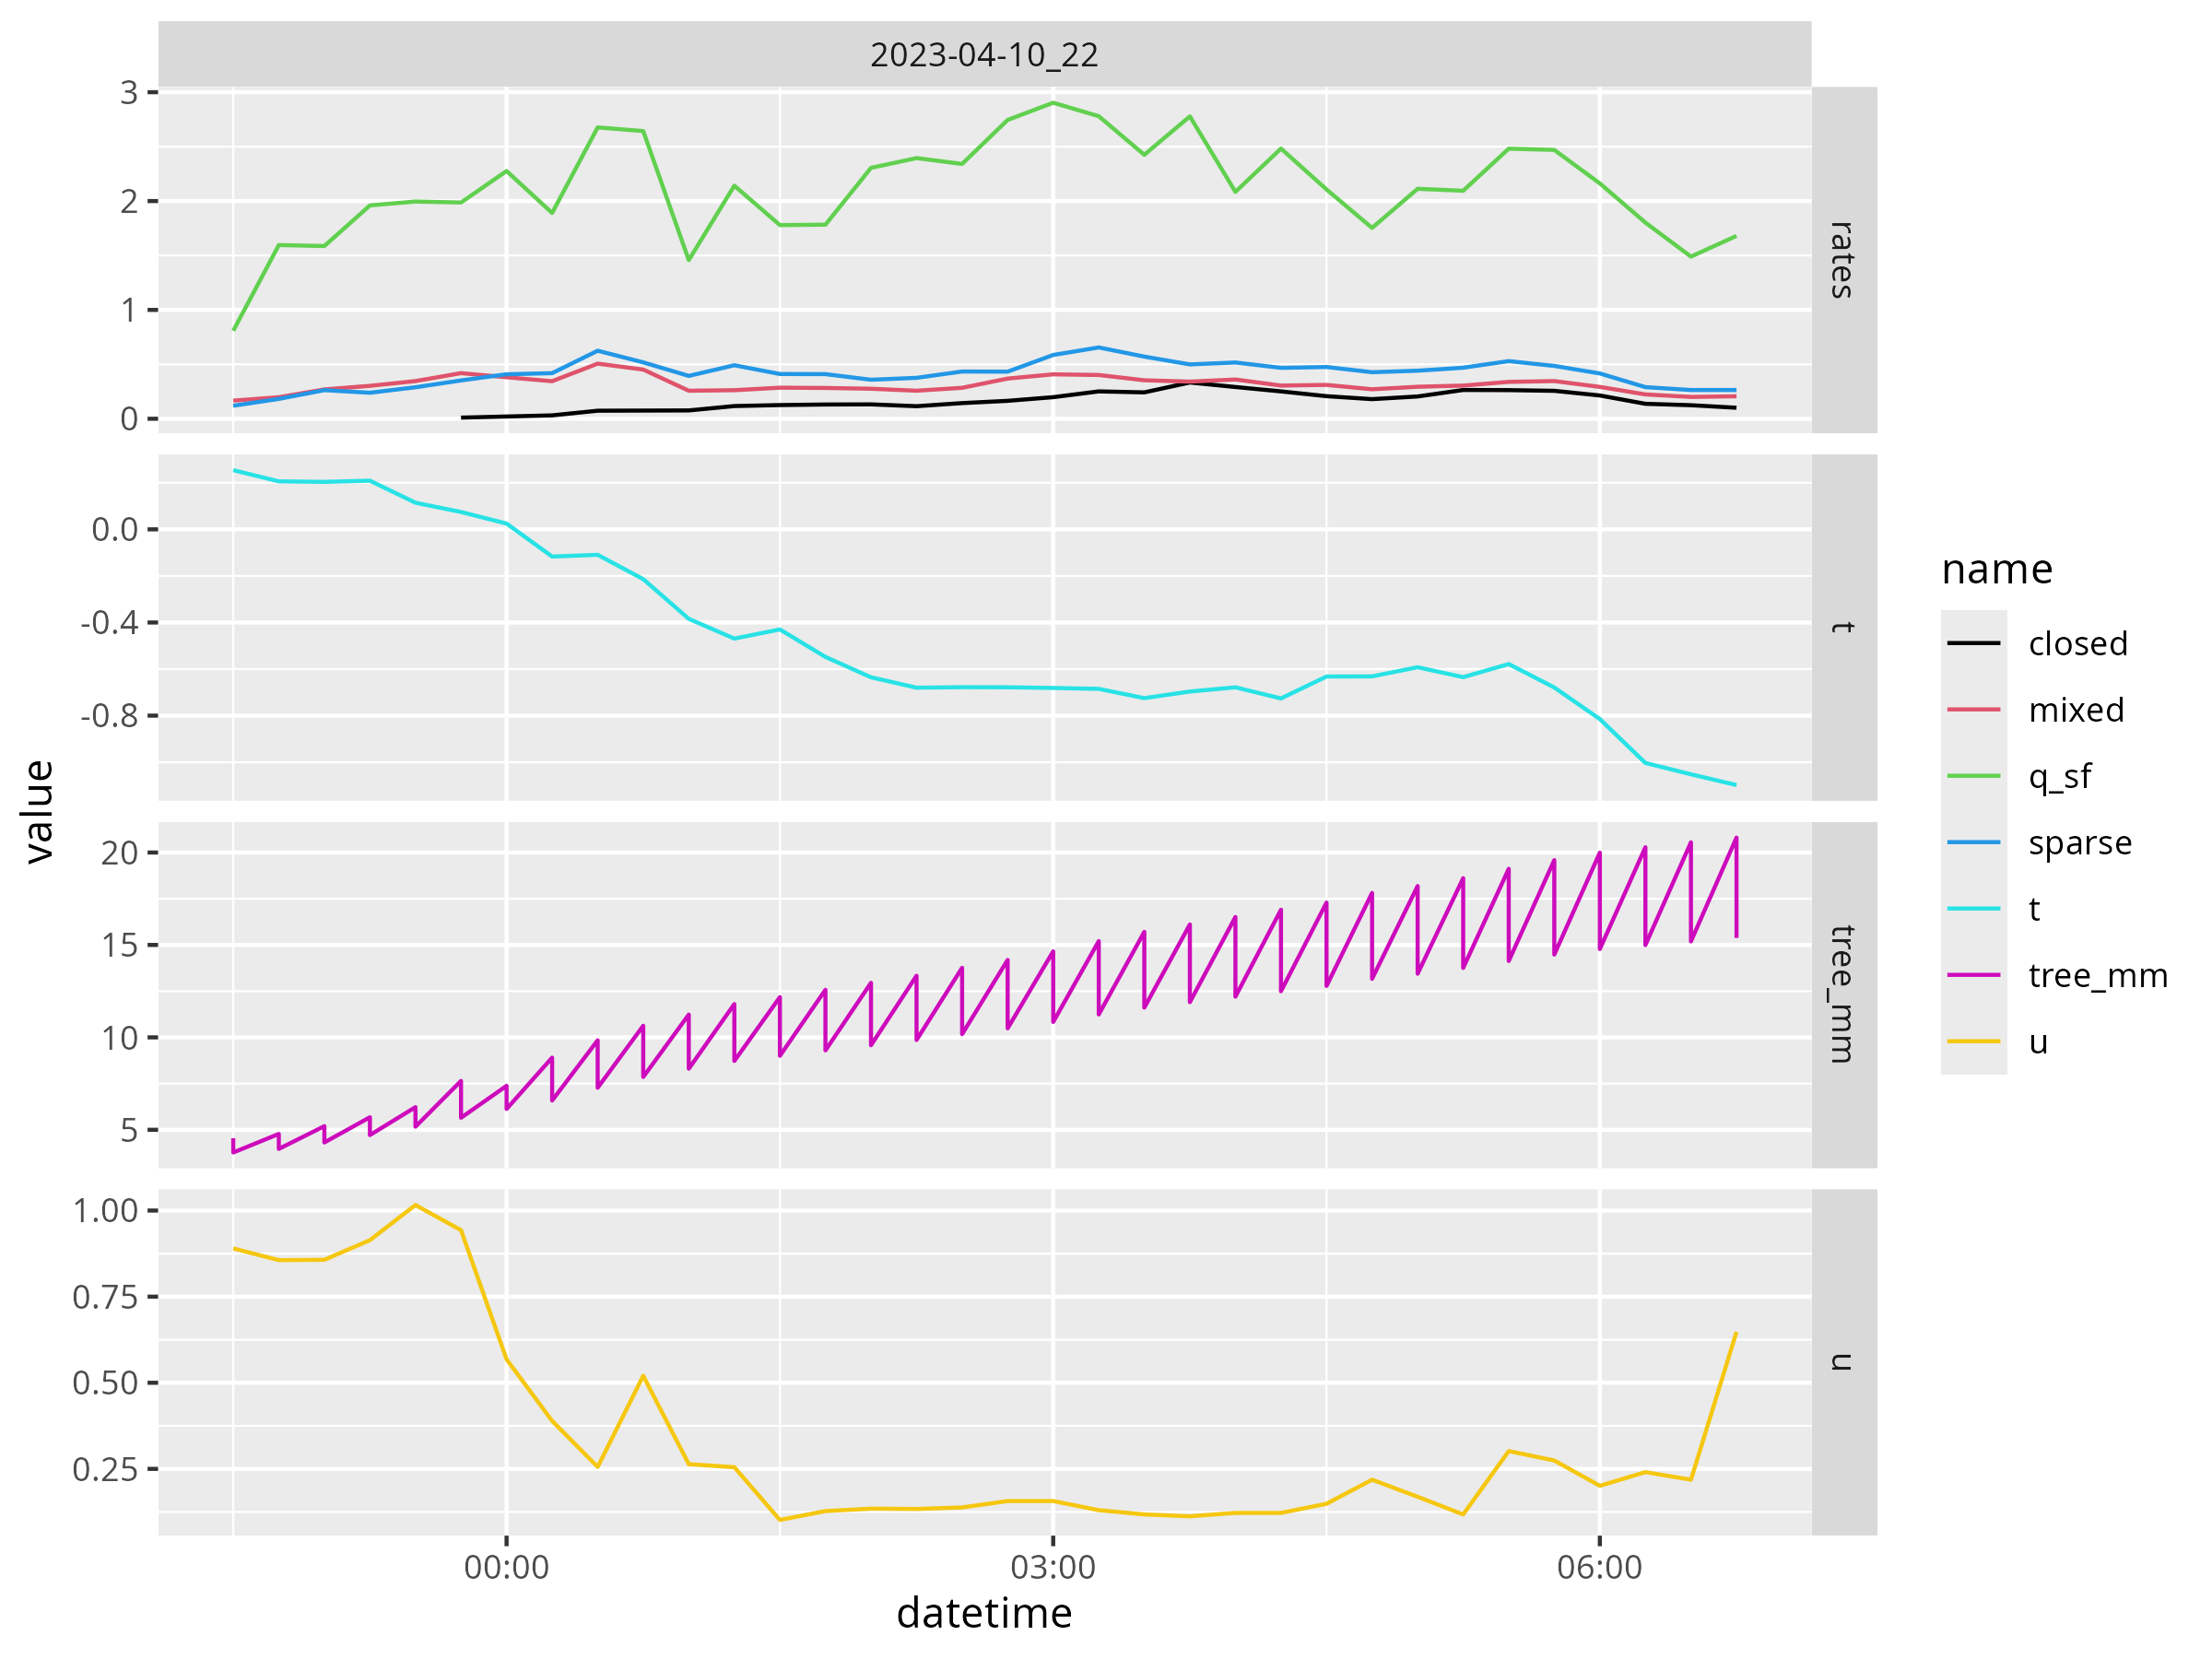 2023-04-10_22
3
2
1
0
rates
0.0
-0.4
-0.8
t
20
15
10
5
tree_mm
1.00
0.75
0.50
0.25
u
00:00
03:00
06:00
datetime
value
name
closed
mixed
q_sf
sparse
t
tree_mm
u